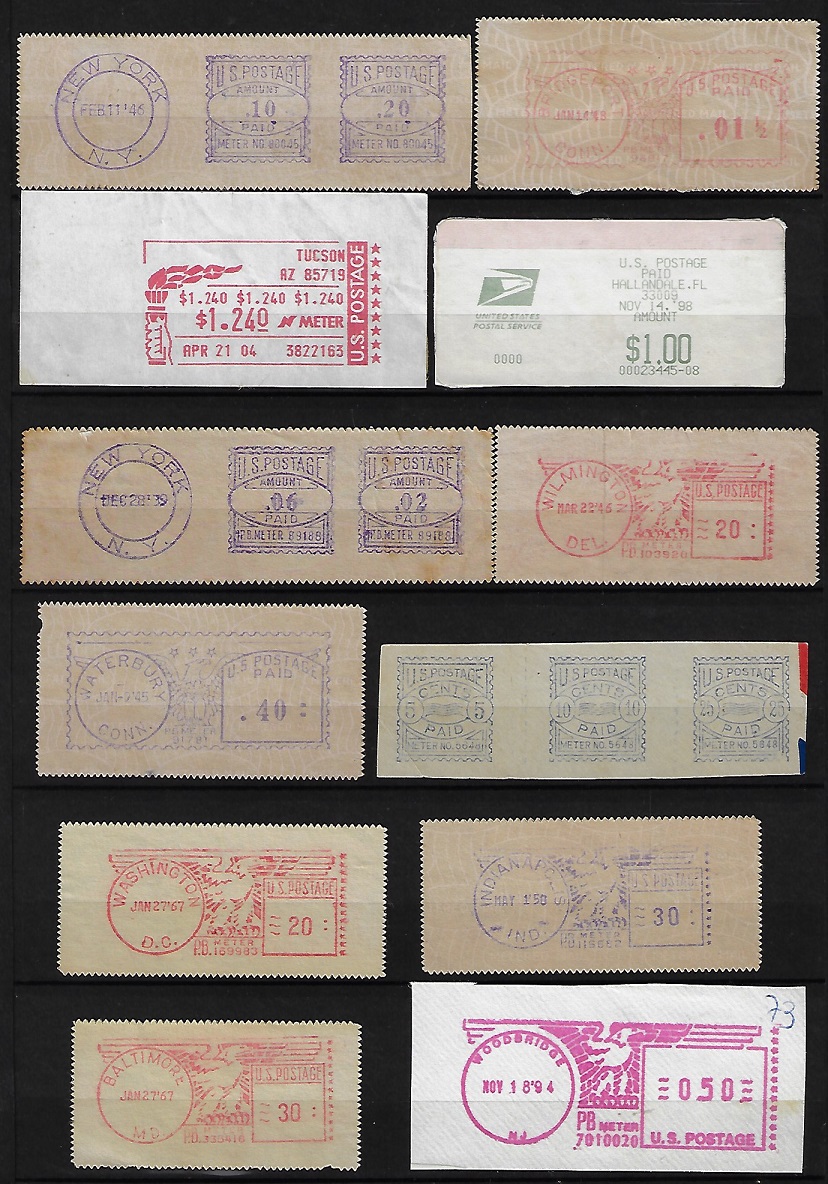 NEW YORK
FEB 11 '46
N. Y.
U.S. POSTAGE
AMOUNT
.10
PAID
METER NO. 80045
U.S. POSTAGE
AMOUNT
.20
PAID
METER NO. 80045
CONN.
U.S. POSTAGE
PAID
.01 ½
TUCSON
AZ 85719
$1.240 $1.240 $1.240
$1.240 METER
APR 21 04 3822163
U.S. POSTAGE
UNITED STATES
POSTAL SERVICE
0000
U.S. POSTAGE
PAID
HALLANDALE.FL
33009
NOV 14.'98
AMOUNT
$1.00
00023445-08
NEW YORK
DEC 28 '39
N. Y.
U.S. POSTAGE
AMOUNT
.06
PAID
P.B. METER 89188
U.S. POSTAGE
AMOUNT
.02
PAID
P.B. METER 89188
WILMINGTON
MAR 22 '46
DEL.
P.B. METER
U.S. POSTAGE
20
WATERBURY
CONN.
U.S. POSTAGE
PAID
.40
U.S. POSTAGE
CENTS
5 5
PAID
METER NO. 5648
U.S. POSTAGE
CENTS
10 10
PAID
METER NO. 5648
U.S. POSTAGE
CENTS
25 25
PAID
METER NO. 5648
WASHINGTON
JAN 27 '67
D.C.
P.B. METER
169983
U.S. POSTAGE
20
INDIANAPOLIS
MAY 1 '50
IND.
P.B. METER
U.S. POSTAGE
30
BALTIMORE
JAN 27 '67
MD
U.S. POSTAGE
30
73
WOODBRIDGE
NOV 18 '94
NJ
PB METER
7010020
050
U.S. POSTAGE